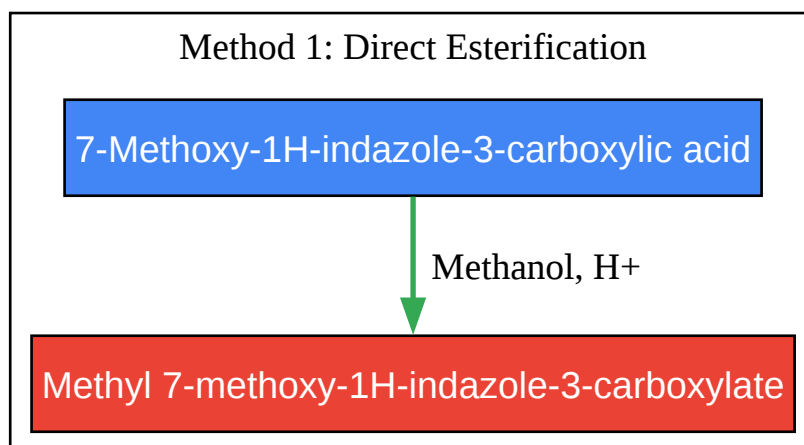 Method 1: Direct Esterification
7-Methoxy-1H-indazole-3-carboxylic acid
Methanol, H+
Methyl 7-methoxy-1H-indazole-3-carboxylate